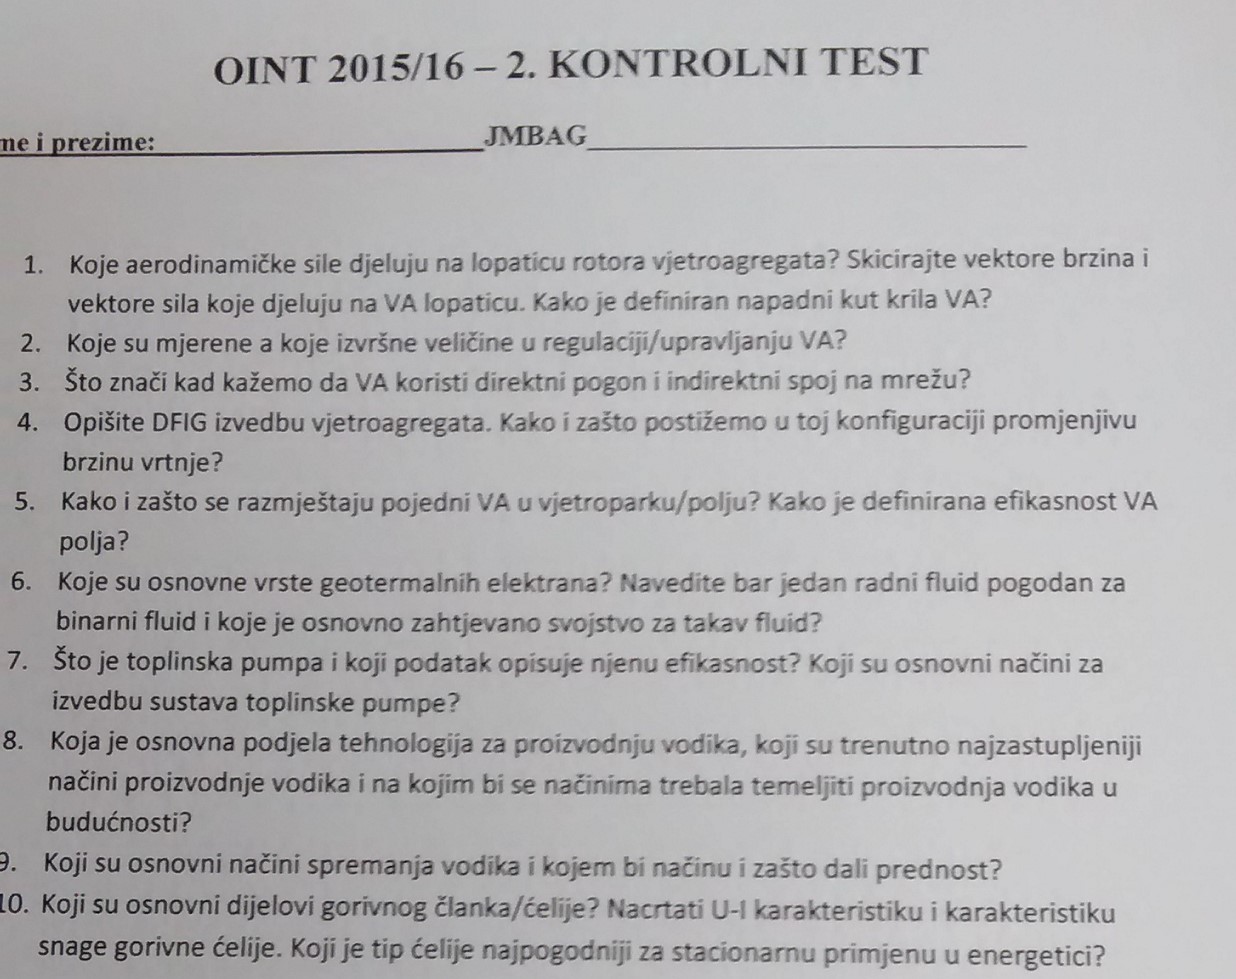 OINT 2015/16 – 2. KONTROLNI TEST
me i prezime: JMBAG
1. Koje aerodinamičke sile djeluju na lopaticu rotora vjetroagregata? Skicirajte vektore brzina i
vektore sila koje djeluju na VA lopaticu. Kako je definiran napadni kut krila VA?
2. Koje su mjerene a koje izvršne veličine u regulaciji/upravljanju VA?
3. Što znači kad kažemo da VA koristi direktni pogon i indirektni spoj na mrežu?
4. Opišite DFIG izvedbu vjetroagregata. Kako i zašto postižemo u toj konfiguraciji promjenjivu
brzinu vrtnje?
5. Kako i zašto se razmještaju pojedni VA u vjetroparku/polju? Kako je definirana efikasnost VA
polja?
6. Koje su osnovne vrste geotermalnih elektrana? Navedite bar jedan radni fluid pogodan za
binarni fluid i koje je osnovno zahtjevano svojstvo za takav fluid?
7. Što je toplinska pumpa i koji podatak opisuje njenu efikasnost? Koji su osnovni načini za
izvedbu sustava toplinske pumpe?
8. Koja je osnovna podjela tehnologija za proizvodnju vodika, koji su trenutno najzastupljeniji
načini proizvodnje vodika i na kojim bi se načinima trebala temeljiti proizvodnja vodika u
budućnosti?
9. Koji su osnovni načini spremanja vodika i kojem bi načinu i zašto dali prednost?
10. Koji su osnovni dijelovi gorivnog članka/ćelije? Nacrtati U-I karakteristiku i karakteristiku
snage gorivne ćelije. Koji je tip ćelije najpogodniji za stacionarnu primjenu u energetici?